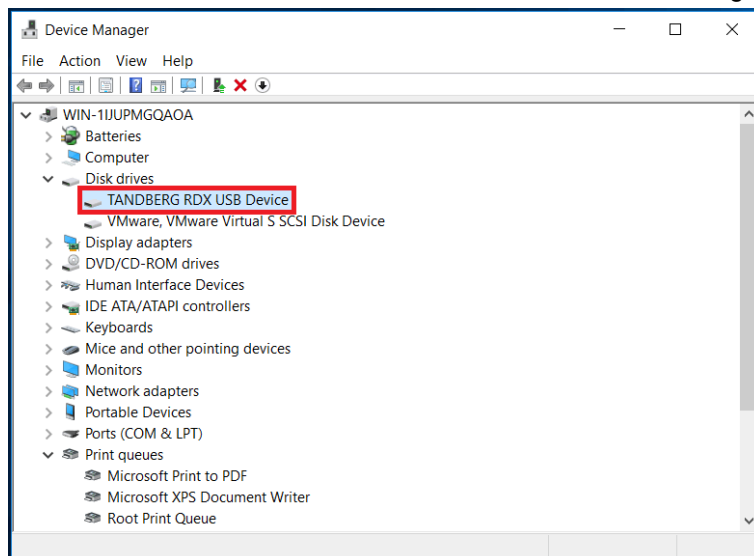 Device Manager
File Action View Help
WIN-1IJUPMGQAOA
Batteries
Computer
Disk drives
TANDBERG RDX USB Device
VMware, VMware Virtual S SCSI Disk Device
Display adapters
DVD/CD-ROM drives
Human Interface Devices
IDE ATA/ATAPI controllers
Keyboards
Mice and other pointing devices
Monitors
Network adapters
Portable Devices
Ports (COM & LPT)
Print queues
Microsoft Print to PDF
Microsoft XPS Document Writer
Root Print Queue